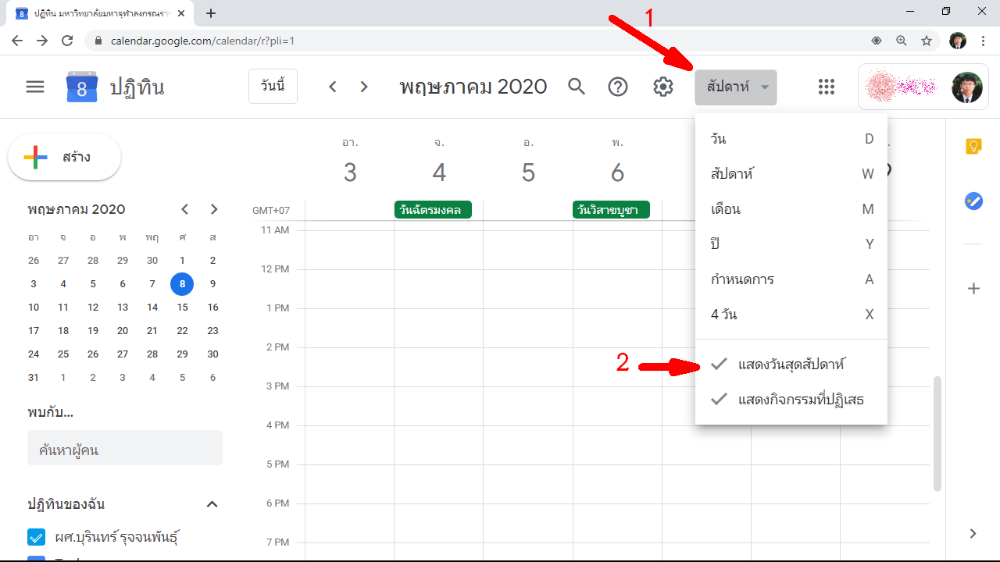 ปฏิทิน มหาวิทยาลัยมหาจุฬาลงกรณรา
calendar.google.com/calendar/r?pli=1
1
8
ปฏิทิน
วันนี้
พฤษภาคม 2020
สัปดาห์
สร้าง
พฤษภาคม 2020
อา จ อ พ พฤ ศ ส
26 27 28 29 30 1 2
3 4 5 6 7 8 9
10 11 12 13 14 15 16
17 18 19 20 21 22 23
24 25 26 27 28 29 30
31 1 2 3 4 5 6
พบกับ...
ค้นหาผู้คน
ปฏิทินของฉัน
ผศ.บุรินทร์ รุจจนพันธุ์
อา. จ. อ. พ.
3 4 5 6
GMT+07
วันฉัตรมงคล วันวิสาขบูชา
11 AM
12 PM
1 PM
2 PM
3 PM
4 PM
5 PM
6 PM
7 PM
วัน D
สัปดาห์ W
เดือน M
ปี Y
กำหนดการ A
4 วัน X
2
แสดงวันสุดสัปดาห์
แสดงกิจกรรมที่ปฏิเสธ